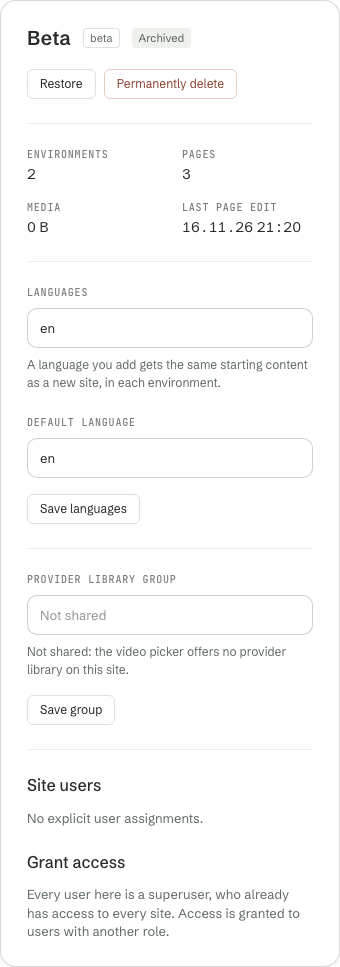 Beta beta Archived
Restore Permanently delete
ENVIRONMENTS PAGES
2 3
MEDIA LAST PAGE EDIT
0 B 16.11.26 21:20
LANGUAGES
en
A language you add gets the same starting content
as a new site, in each environment.
DEFAULT LANGUAGE
en
Save languages
PROVIDER LIBRARY GROUP
Not shared
Not shared: the video picker offers no provider
library on this site.
Save group
Site users
No explicit user assignments.
Grant access
Every user here is a superuser, who already
has access to every site. Access is granted to
users with another role.